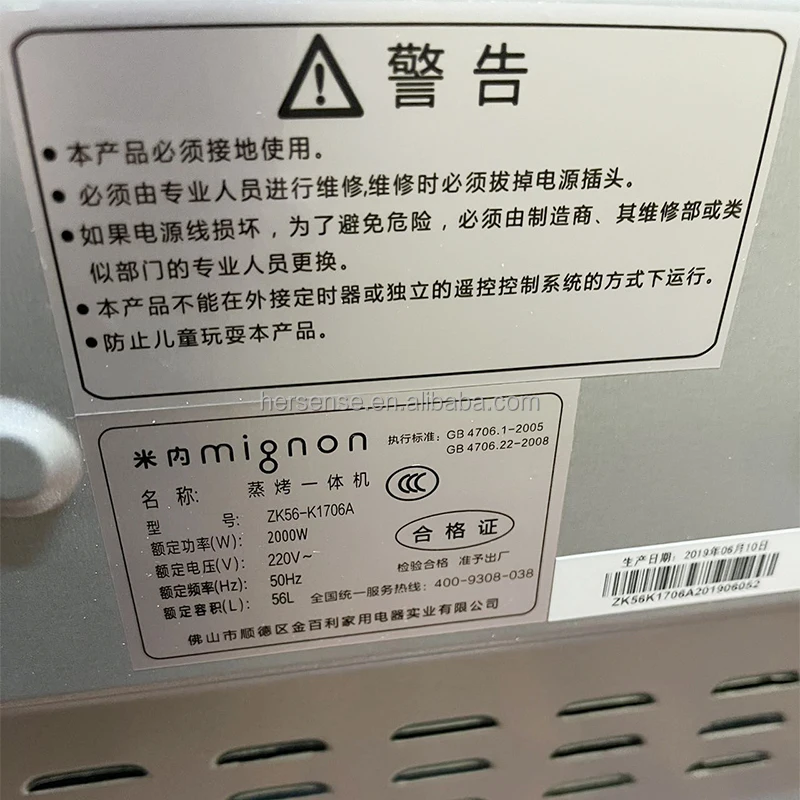 警告
• 本产品必须接地使用。
• 必须由专业人员进行维修,维修时必须拔掉电源插头。
• 如果电源线损坏，为了避免危险，必须由制造商、其维修部或类
似部门的专业人员更换。
• 本产品不能在外接定时器或独立的遥控控制系统的方式下运行。
• 防止儿童玩耍本产品。
hersense.en.alibaba.com
米内mignon 执行标准: GB 4706.1-2005
GB 4706.22-2008
名 称: 蒸烤一体机
CCC
型 号: ZK56-K1706A
合格证
额定功率(W): 2000W
额定电压(V): 220V~
检验合格 准予出厂
额定频率(Hz): 50Hz
额定容积(L): 56L 全国统一服务热线: 400-9308-038
佛山市顺德区金百利家用电器实业有限公司
生产日期: 2019年06月10日
ZK56K1706A201906052